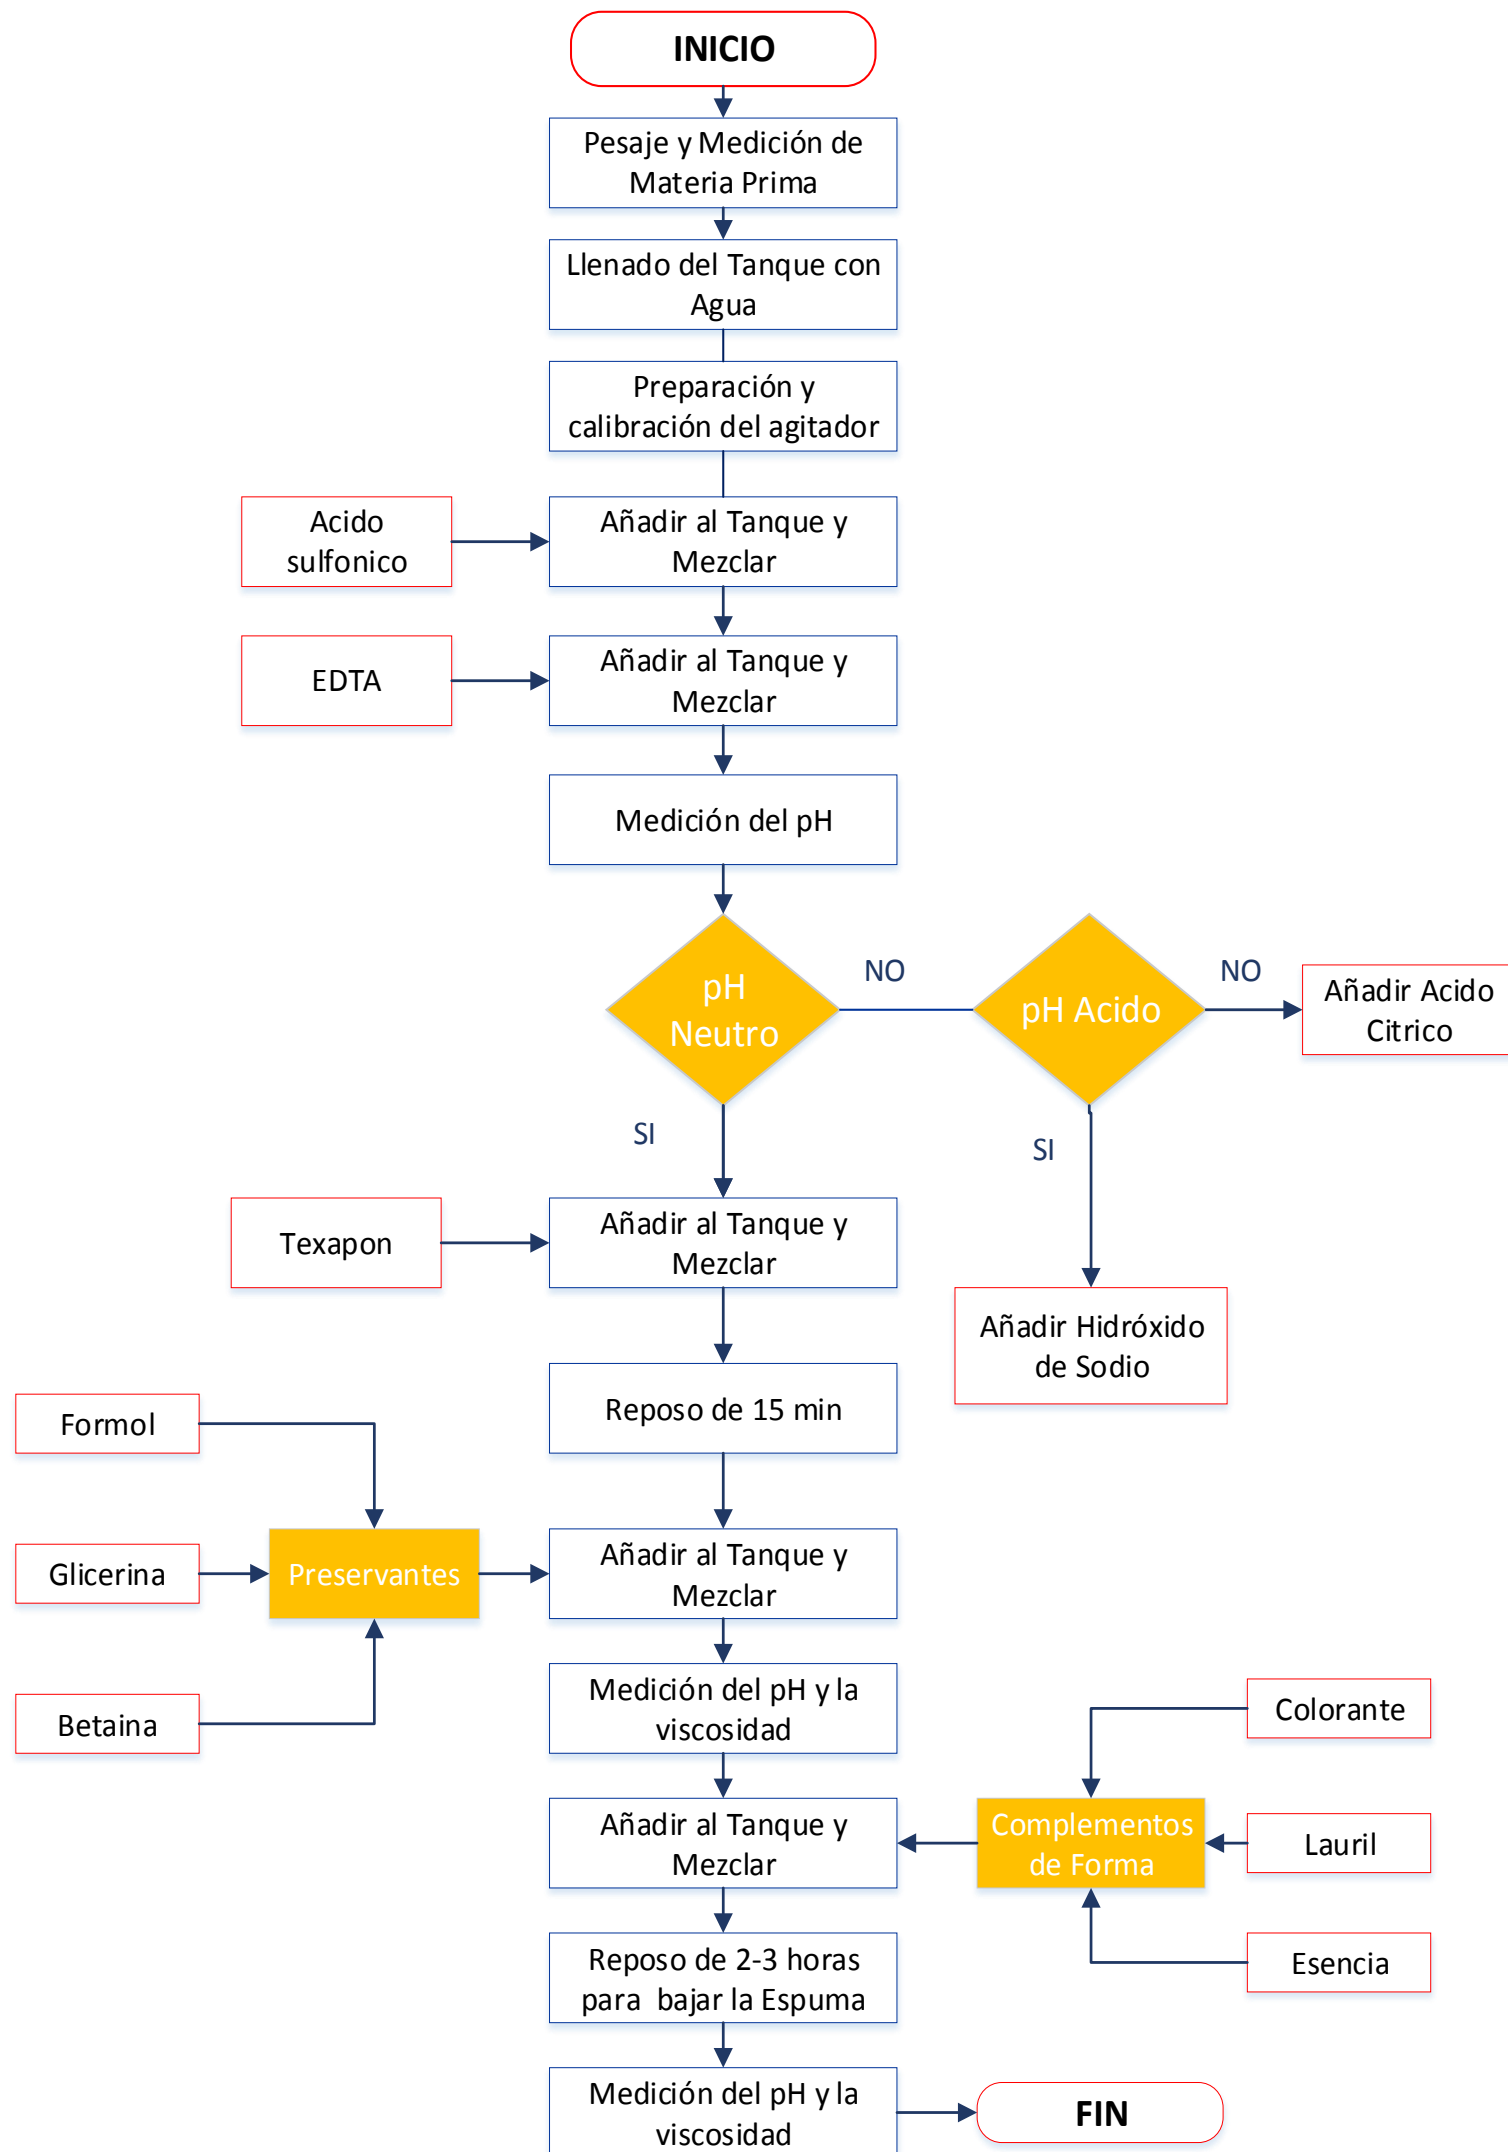 INICIO
Pesaje y Medición de
Materia Prima
Llenado del Tanque con
Agua
Preparación y
calibración del agitador
Acido
sulfonico
Añadir al Tanque y
Mezclar
EDTA
Añadir al Tanque y
Mezclar
Medición del pH
pH
Neutro
NO
pH Acido
NO
Añadir Acido
Citrico
SI
SI
Texapon
Añadir al Tanque y
Mezclar
Añadir Hidróxido
de Sodio
Reposo de 15 min
Formol
Glicerina
Preservantes
Añadir al Tanque y
Mezclar
Betaina
Medición del pH y la
viscosidad
Colorante
Añadir al Tanque y
Mezclar
Complementos
de Forma
Lauril
Esencia
Reposo de 2-3 horas
para  bajar la Espuma
Medición del pH y la
viscosidad
FIN